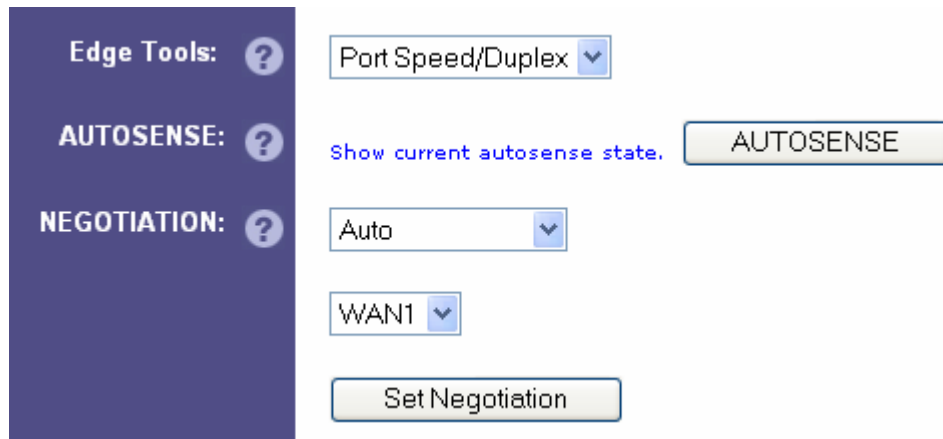 Edge Tools: ? Port Speed/Duplex
AUTOSENSE: ? Show current autosense state. AUTOSENSE
NEGOTIATION: ? Auto
WAN1
Set Negotiation